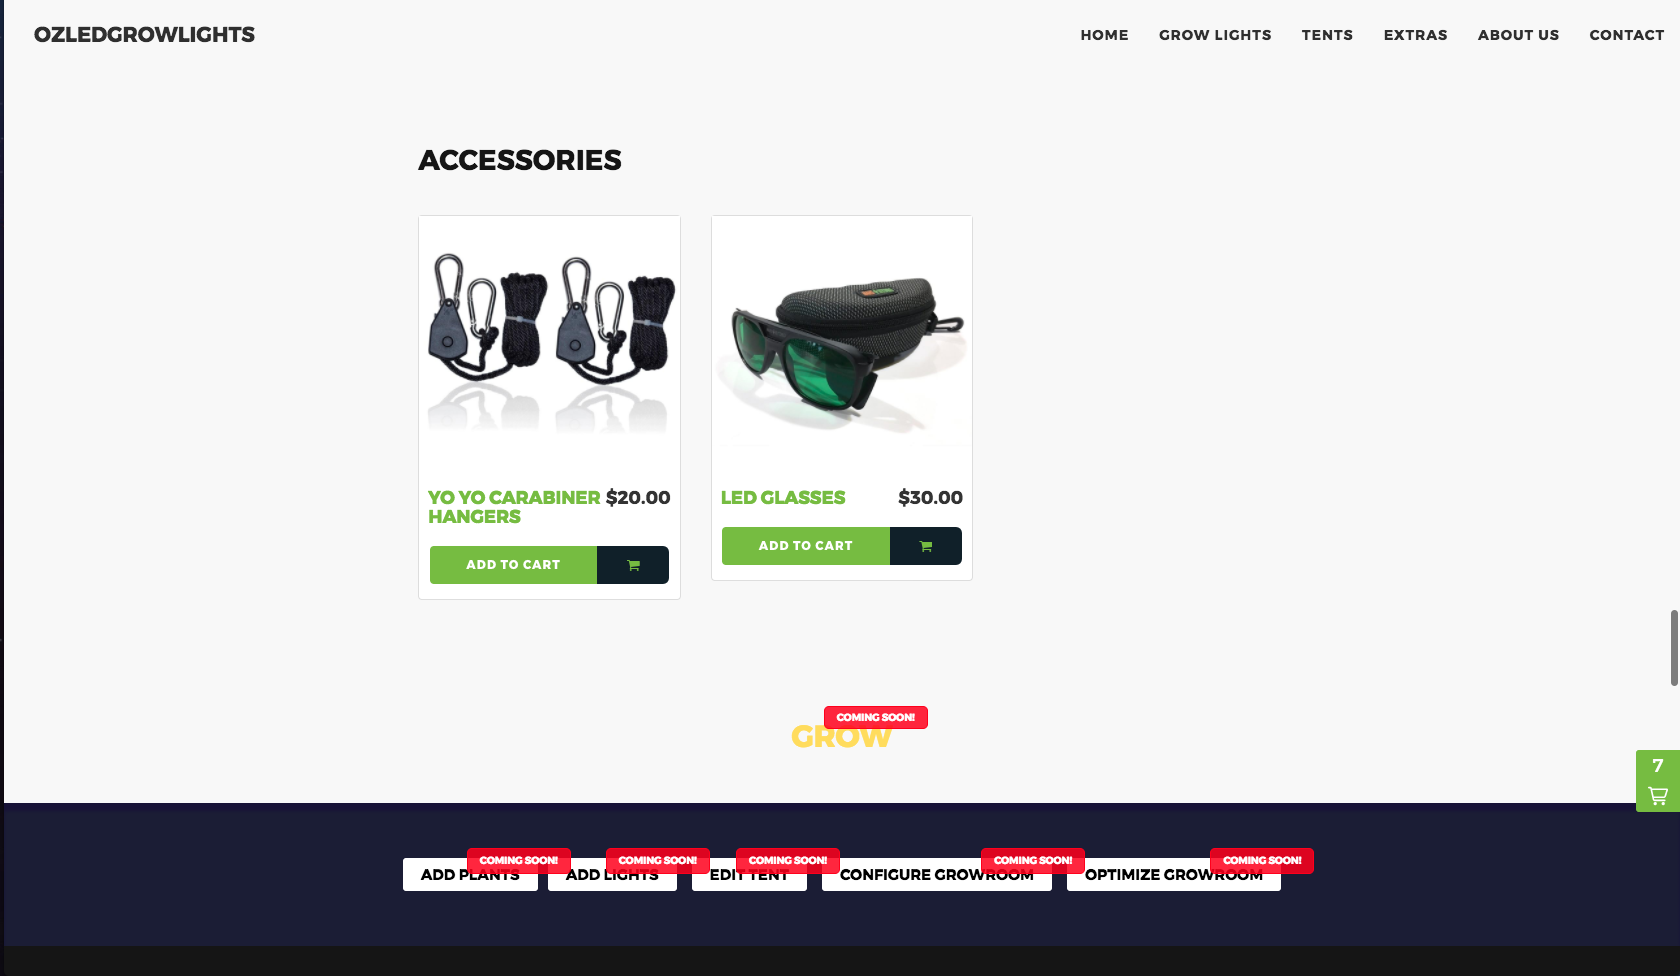 OZLEDGROWLIGHTS
HOME GROW LIGHTS TENTS EXTRAS ABOUT US CONTACT
ACCESSORIES
YO YO CARABINER $20.00
HANGERS
ADD TO CART
LED GLASSES $30.00
ADD TO CART
COMING SOON!
GROW
7
COMING SOON! COMING SOON! COMING SOON! COMING SOON! COMING SOON!
ADD PLANTS ADD LIGHTS EDIT TENT CONFIGURE GROWROOM OPTIMIZE GROWROOM